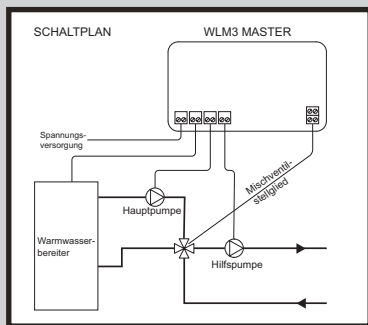 SCHALTPLAN
WLM3 MASTER
Spannungs-
versorgung
Mischventil-
stellglied
Hauptpumpe
Warmwasser-
bereiter
Hilfspumpe